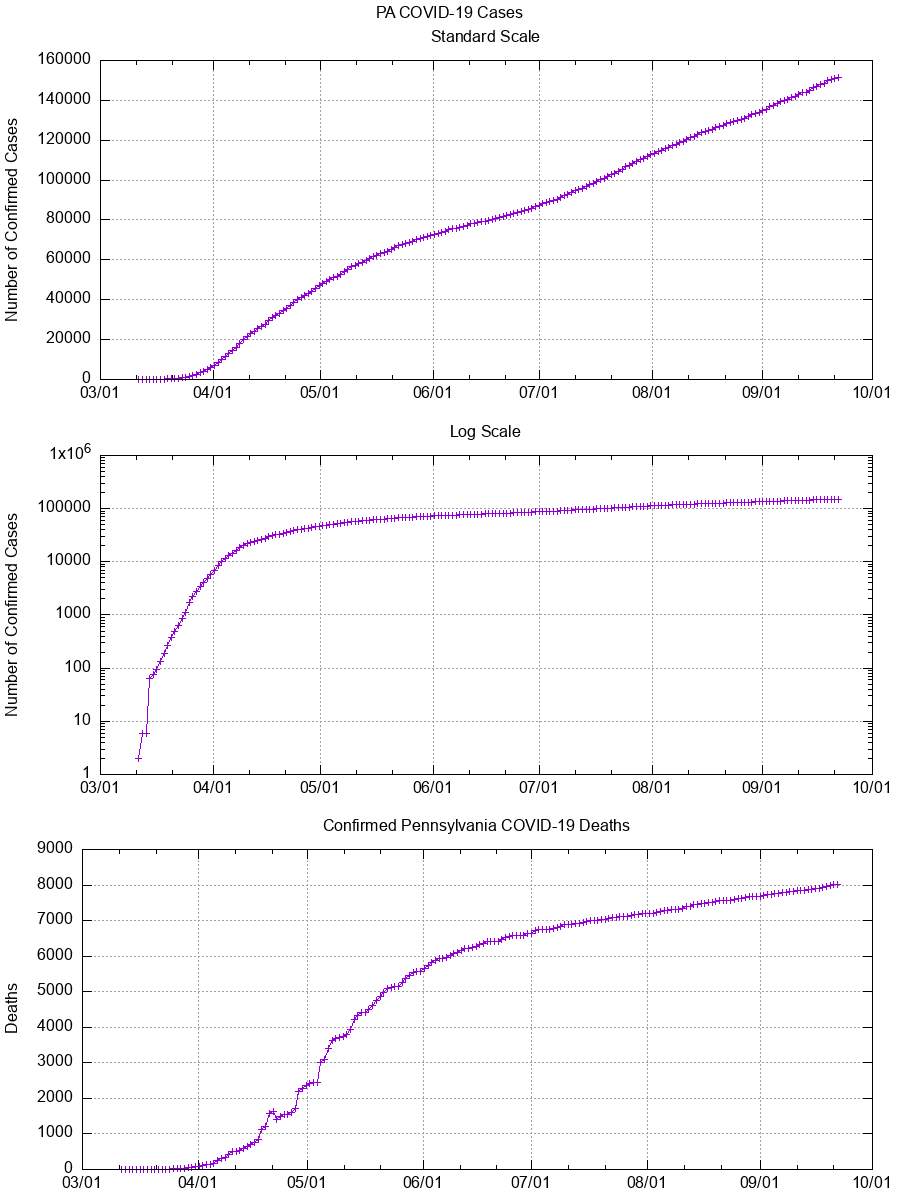 PA COVID-19 Cases
Standard Scale
160000
140000
120000
100000
80000
60000
40000
20000
0
Number of Confirmed Cases
03/01 04/01 05/01 06/01 07/01 08/01 09/01 10/01
Log Scale
1x10⁶
100000
10000
1000
100
10
1
Number of Confirmed Cases
03/01 04/01 05/01 06/01 07/01 08/01 09/01 10/01
Confirmed Pennsylvania COVID-19 Deaths
9000
8000
7000
6000
5000
4000
3000
2000
1000
0
Deaths
03/01 04/01 05/01 06/01 07/01 08/01 09/01 10/01